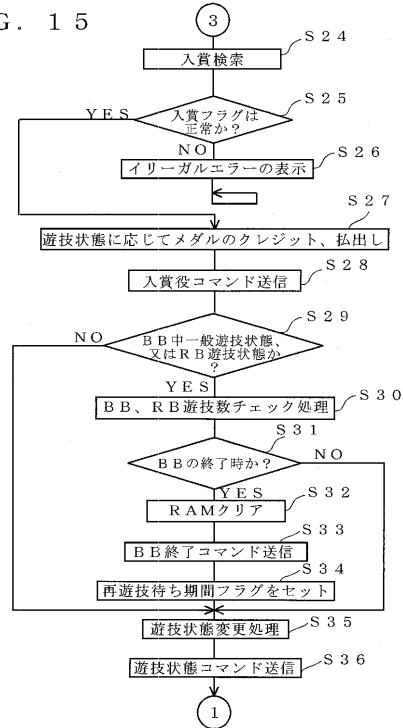 G. 15
3
S24
入賞検索
S25
YES
入賞フラグは
正常か？
NO
S26
イリーガルエラーの表示
S27
遊技状態に応じてメダルのクレジット、払出し
S28
入賞役コマンド送信
S29
NO
BB中一般遊技状態、
又はRB遊技状態か
？
YES
S30
BB、RB遊技数チェック処理
S31
BBの終了時か？
NO
YES
S32
RAMクリア
S33
BB終了コマンド送信
S34
再遊技待ち期間フラグをセット
S35
遊技状態変更処理
S36
遊技状態コマンド送信
1